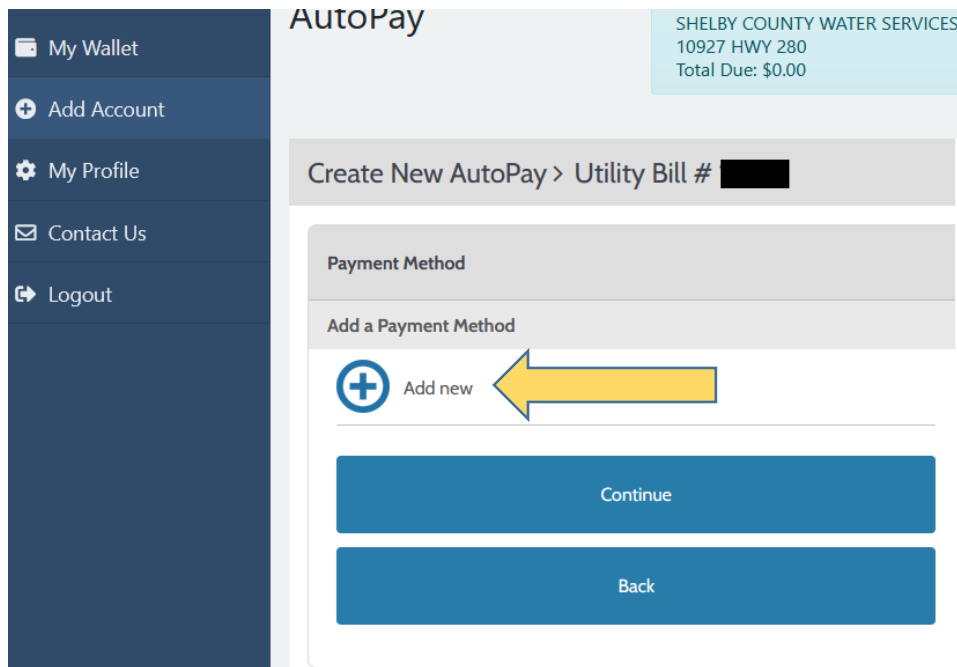 My Wallet
Add Account
My Profile
Contact Us
Logout
AutoPay
SHELBY COUNTY WATER SERVICES
10927 HWY 280
Total Due: $0.00
Create New AutoPay > Utility Bill #
Payment Method
Add a Payment Method
Add new
Continue
Back